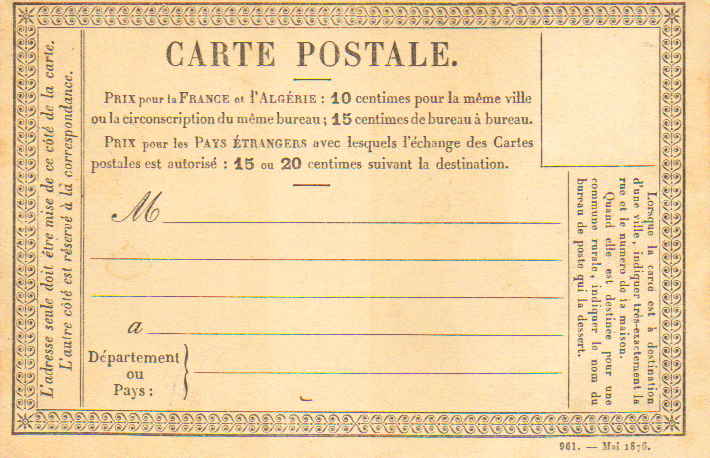 CARTE POSTALE.
PRIX pour la FRANCE et l'ALGÉRIE : 10 centimes pour la même ville
ou la circonscription du même bureau ; 15 centimes de bureau à bureau.
PRIX pour les PAYS ÉTRANGERS avec lesquels l'échange des Cartes
postales est autorisé : 15 ou 20 centimes suivant la destination.
L'adresse seule doit être mise de ce côté de la carte.
L'autre côté est réservé à la correspondance.
M
a
Département
ou
Pays :
Lorsque la carte est à destination
d'une ville, indiquer très-exactement la
rue et le numero de la maison.
Quand elle est destinée pour une
commune rurale, indiquer le nom du
bureau de poste qui la dessert.
961. — Mai 1876.